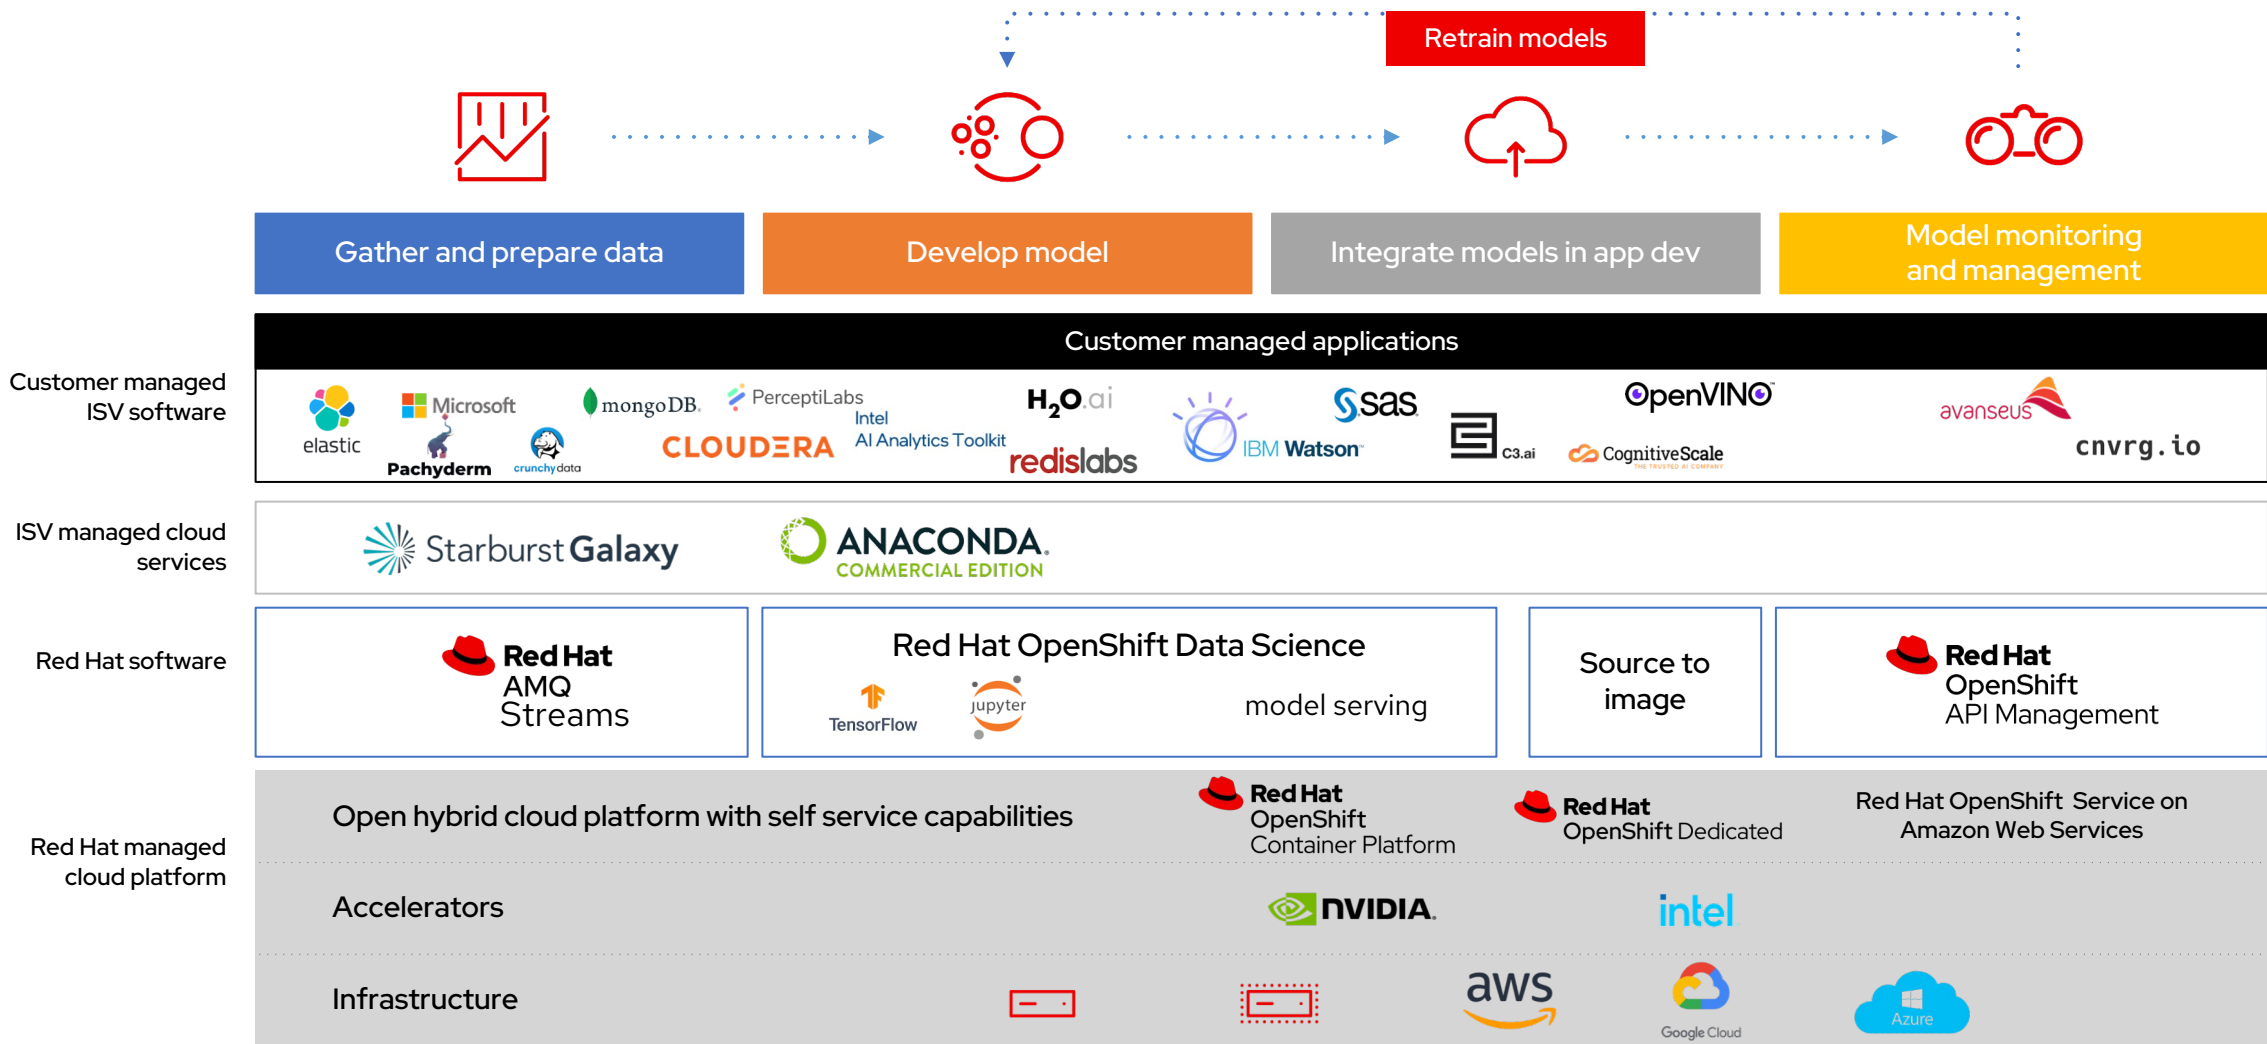 Retrain models
Gather and prepare data
Develop model
Integrate models in app dev
Model monitoring
and management
Customer managed applications
Customer managed
ISV software
elastic
Microsoft
Pachyderm
crunchydata
mongoDB.
PerceptiLabs
CLOUDERA
Intel
AI Analytics Toolkit
H2O.ai
redislabs
IBM Watson™
sas
C3.ai
OpenVINO™
CognitiveScale
THE TRUSTED AI COMPANY
avanseus
cnvrg.io
ISV managed cloud
services
Starburst Galaxy
ANACONDA.
COMMERCIAL EDITION
Red Hat software
Red Hat
AMQ
Streams
Red Hat OpenShift Data Science
TensorFlow
jupyter
model serving
Source to
image
Red Hat
OpenShift
API Management
Red Hat managed
cloud platform
Open hybrid cloud platform with self service capabilities
Red Hat
OpenShift
Container Platform
Red Hat
OpenShift Dedicated
Red Hat OpenShift Service on
Amazon Web Services
Accelerators
NVIDIA.
intel
Infrastructure
aws
Google Cloud
Azure